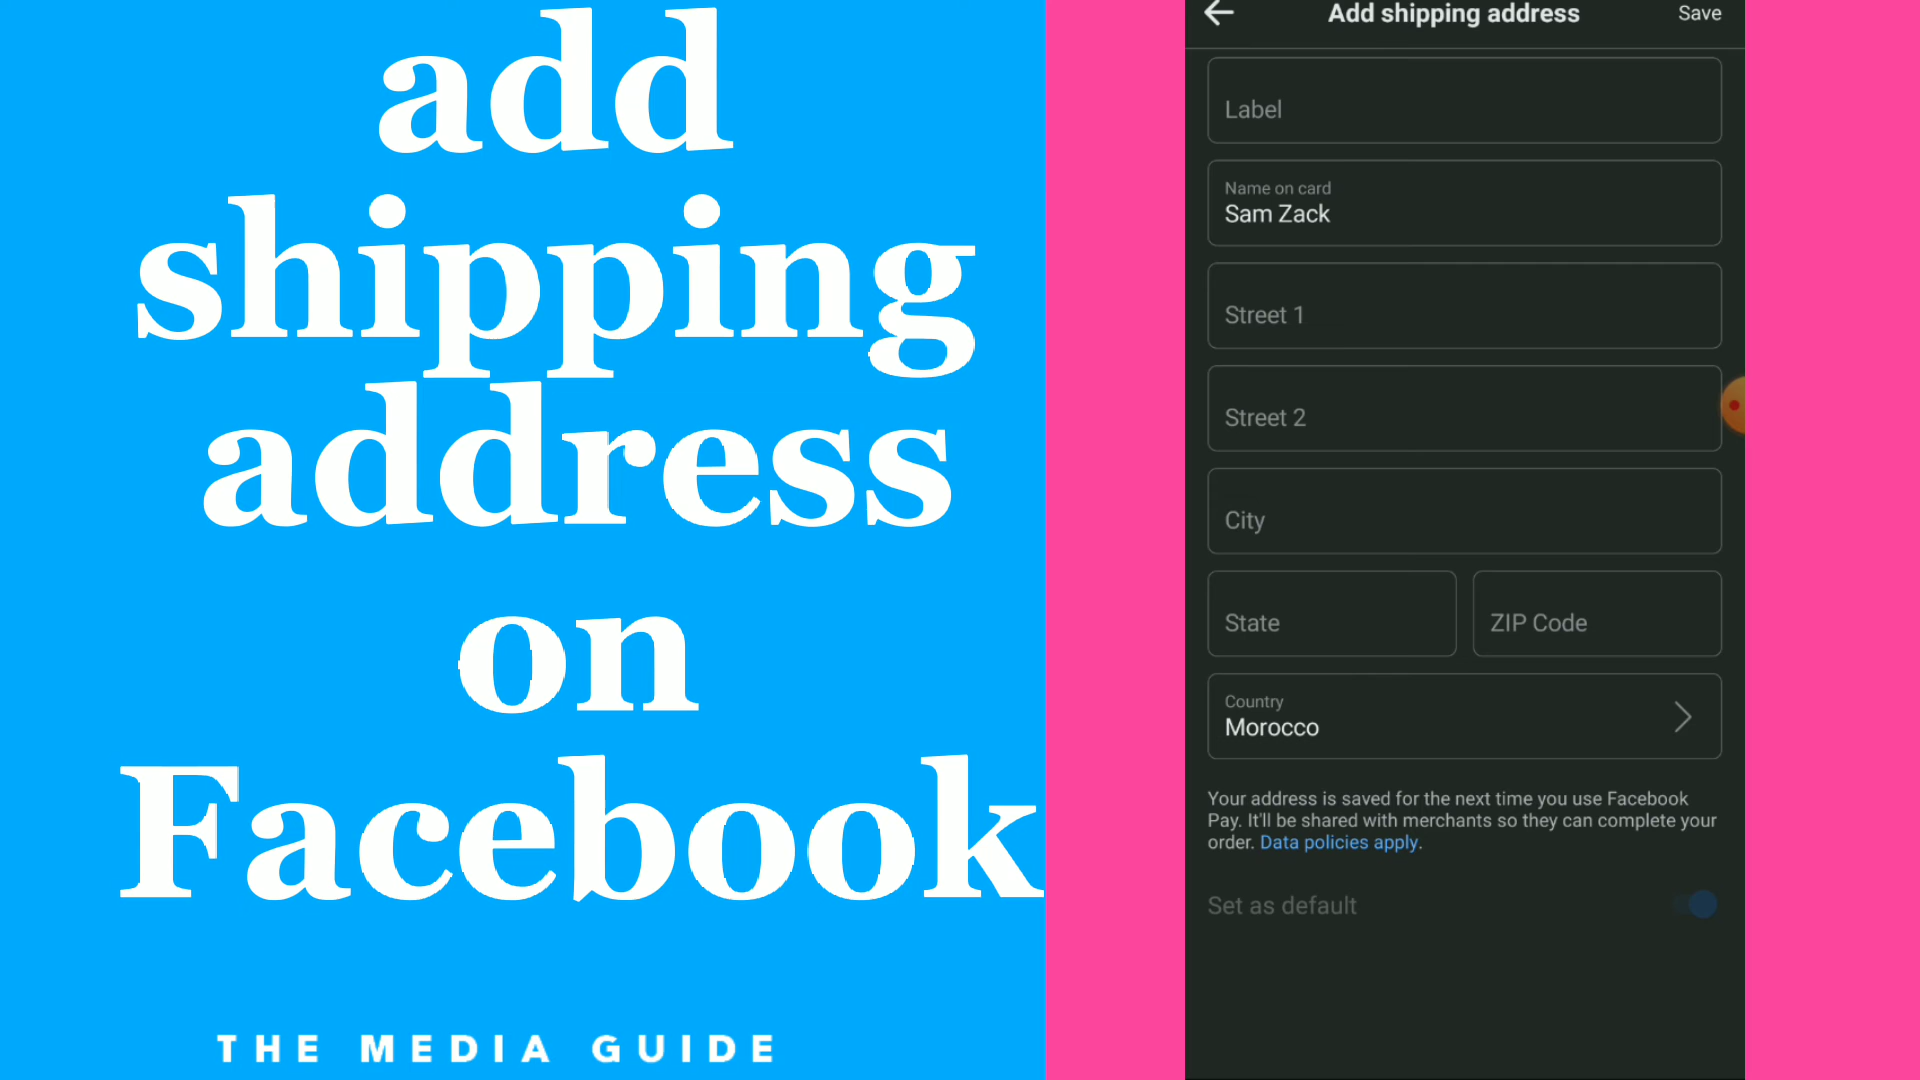 add
shipping
address
on
Facebook
THE MEDIA GUIDE
Add shipping address
Save
Label
Name on card
Sam Zack
Street 1
Street 2
City
State
ZIP Code
Country
Morocco
Your address is saved for the next time you use Facebook
Pay. It'll be shared with merchants so they can complete your
order. Data policies apply.
Set as default